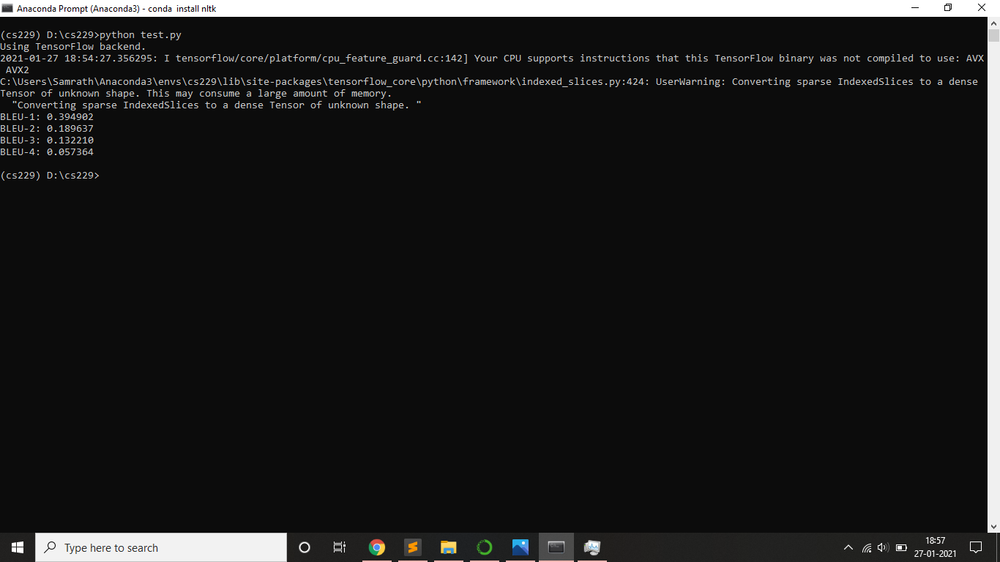 Anaconda Prompt (Anaconda3) - conda  install nltk
(cs229) D:\cs229>python test.py
Using TensorFlow backend.
2021-01-27 18:54:27.356295: I tensorflow/core/platform/cpu_feature_guard.cc:142] Your CPU supports instructions that this TensorFlow binary was not compiled to use: AVX
 AVX2
C:\Users\Samrath\Anaconda3\envs\cs229\lib\site-packages\tensorflow_core\python\framework\indexed_slices.py:424: UserWarning: Converting sparse IndexedSlices to a dense
Tensor of unknown shape. This may consume a large amount of memory.
  "Converting sparse IndexedSlices to a dense Tensor of unknown shape. "
BLEU-1: 0.394902
BLEU-2: 0.189637
BLEU-3: 0.132210
BLEU-4: 0.057364
(cs229) D:\cs229>
Type here to search
18:57
27-01-2021